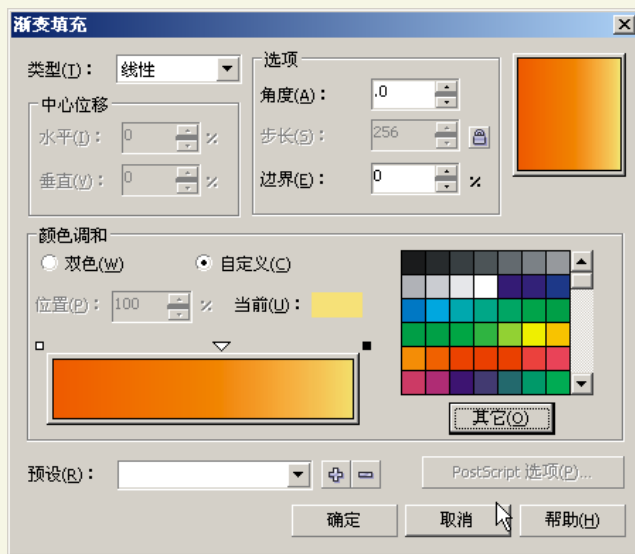 渐变填充
类型(T)： 线性
选项
角度(A)： .0
步长(S)： 256
边界(E)： 0 %
中心位移
水平(I)： 0 %
垂直(V)： 0 %
颜色调和
双色(W) 自定义(C)
位置(P)： 100 % 当前(U)：
其它(O)
预设(R)：
PostScript 选项(P)...
确定 取消 帮助(H)